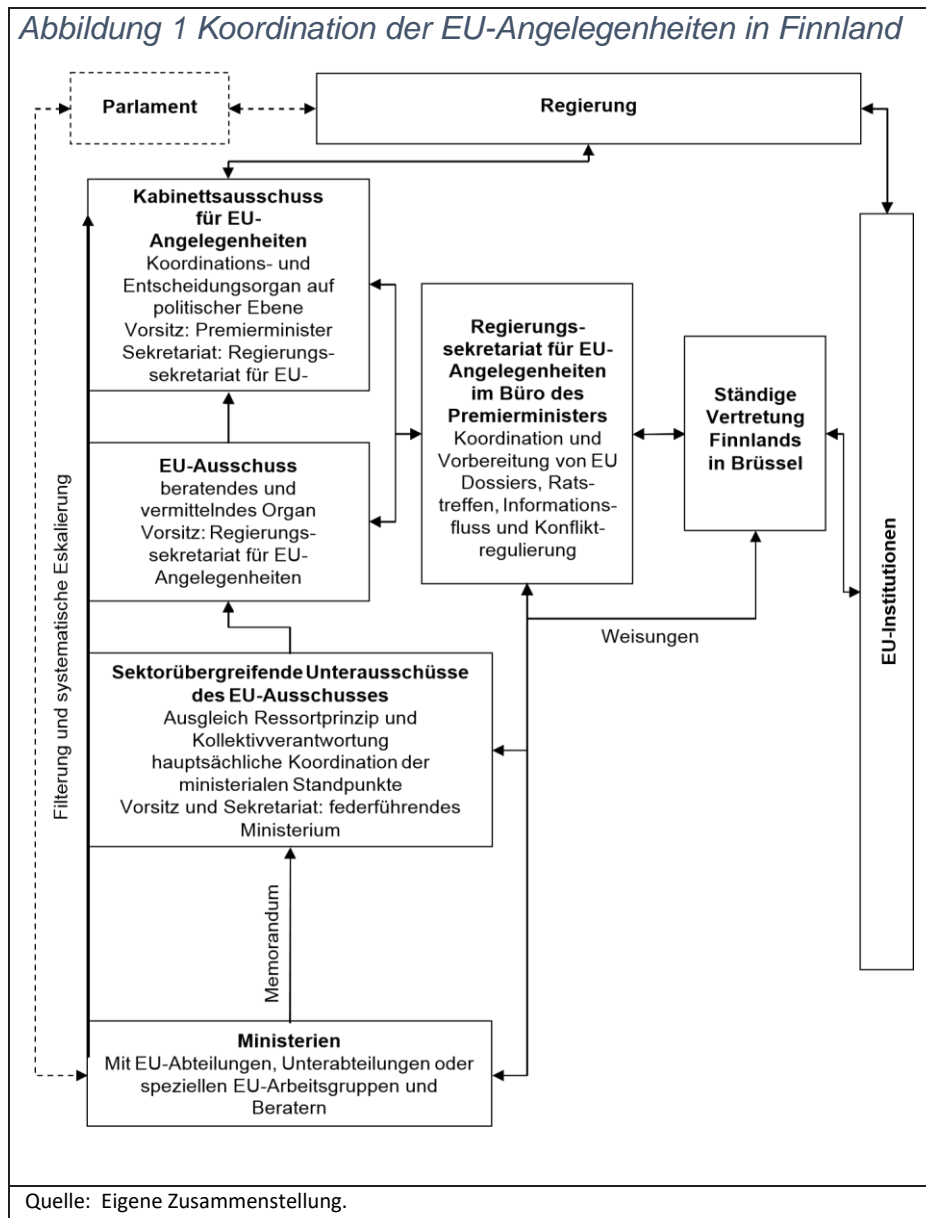 Abbildung 1 Koordination der EU-Angelegenheiten in Finnland
Parlament
Regierung
Kabinettsausschuss
für EU-
Angelegenheiten
Koordinations- und
Entscheidungsorgan auf
politischer Ebene
Vorsitz: Premierminister
Sekretariat: Regierungs-
sekretariat für EU-
Regierungs-
sekretariat für EU-
Angelegenheiten
im Büro des
Premierministers
Koordination und
Vorbereitung von EU
Dossiers, Rats-
treffen, Informations-
fluss und Konflikt-
regulierung
Ständige
Vertretung
Finnlands
in Brüssel
EU-Institutionen
EU-Ausschuss
beratendes und
vermittelndes Organ
Vorsitz: Regierungs-
sekretariat für EU-
Angelegenheiten
Filterung und systematische Eskalierung
Weisungen
Sektorübergreifende Unterausschüsse
des EU-Ausschusses
Ausgleich Ressortprinzip und
Kollektivverantwortung
hauptsächliche Koordination der
ministerialen Standpunkte
Vorsitz und Sekretariat: federführendes
Ministerium
Memorandum
Ministerien
Mit EU-Abteilungen, Unterabteilungen oder
speziellen EU-Arbeitsgruppen und
Beratern
Quelle: Eigene Zusammenstellung.